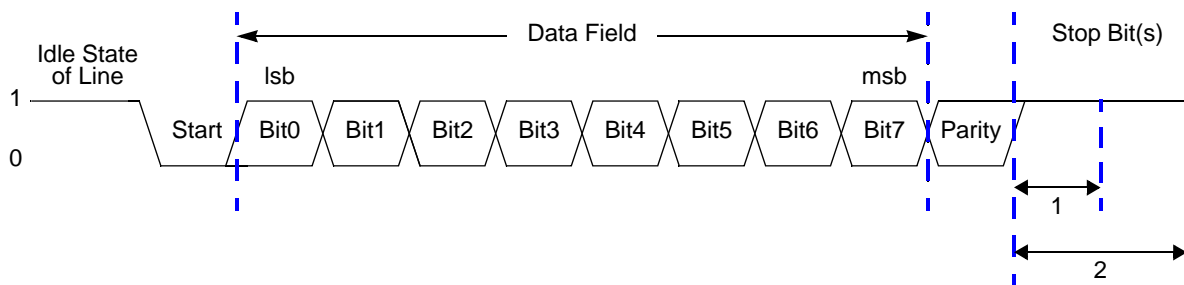 Data Field
Stop Bit(s)
Idle State
of Line
lsb
msb
1
Start
Bit0
Bit1
Bit2
Bit3
Bit4
Bit5
Bit6
Bit7
Parity
0
1
2